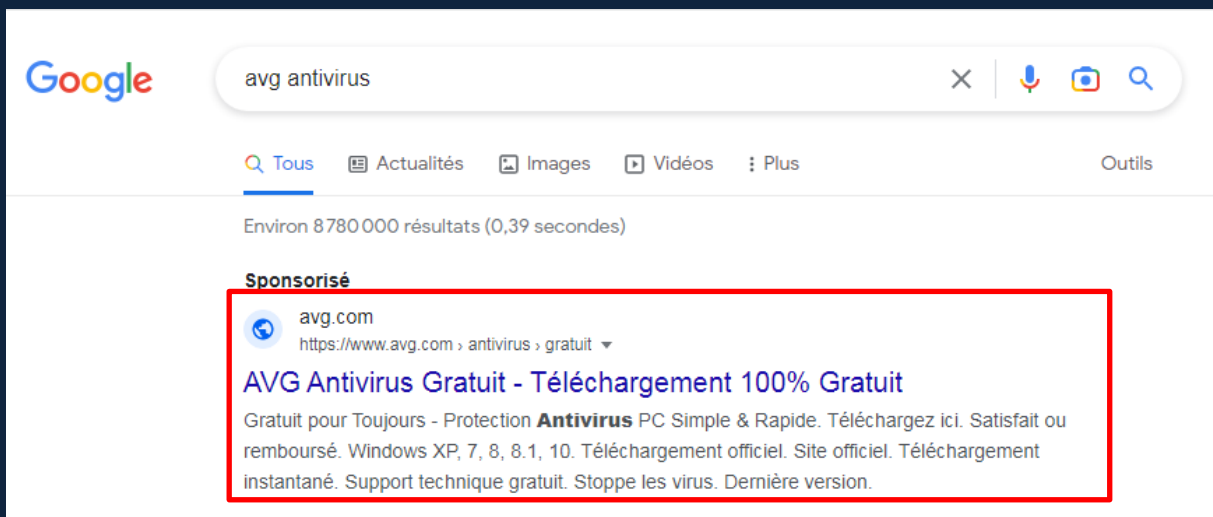 Google
avg antivirus
Tous Actualités Images Vidéos Plus Outils
Environ 8 780 000 résultats (0,39 secondes)
Sponsorisé
avg.com
https://www.avg.com › antivirus › gratuit
AVG Antivirus Gratuit - Téléchargement 100% Gratuit
Gratuit pour Toujours - Protection Antivirus PC Simple & Rapide. Téléchargez ici. Satisfait ou
remboursé. Windows XP, 7, 8, 8.1, 10. Téléchargement officiel. Site officiel. Téléchargement
instantané. Support technique gratuit. Stoppe les virus. Dernière version.